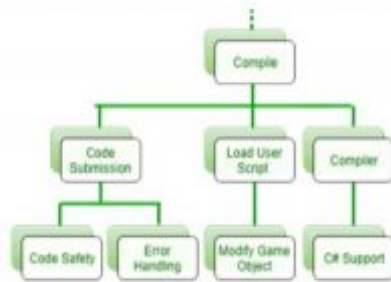 Compile
Code
Submission
Load User
Script
Compiler
Code Safety
Error
Handling
Modify Game
Object
C# Support